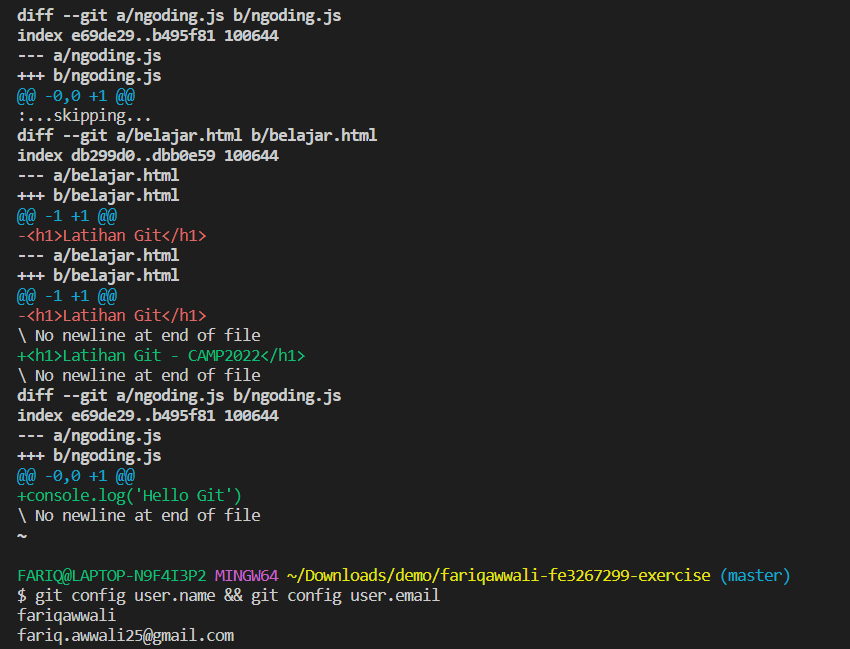 diff --git a/ngoding.js b/ngoding.js
index e69de29..b495f81 100644
--- a/ngoding.js
+++ b/ngoding.js
@@ -0,0 +1 @@
:...skipping...
diff --git a/belajar.html b/belajar.html
index db299d0..dbb0e59 100644
--- a/belajar.html
+++ b/belajar.html
@@ -1 +1 @@
-<h1>Latihan Git</h1>
--- a/belajar.html
+++ b/belajar.html
@@ -1 +1 @@
-<h1>Latihan Git</h1>
\ No newline at end of file
+<h1>Latihan Git - CAMP2022</h1>
\ No newline at end of file
diff --git a/ngoding.js b/ngoding.js
index e69de29..b495f81 100644
--- a/ngoding.js
+++ b/ngoding.js
@@ -0,0 +1 @@
+console.log('Hello Git')
\ No newline at end of file
~
FARIQ@LAPTOP-N9F4I3P2 MINGW64 ~/Downloads/demo/fariqawwali-fe3267299-exercise (master)
$ git config user.name && git config user.email
fariqawwali
fariq.awwali25@gmail.com